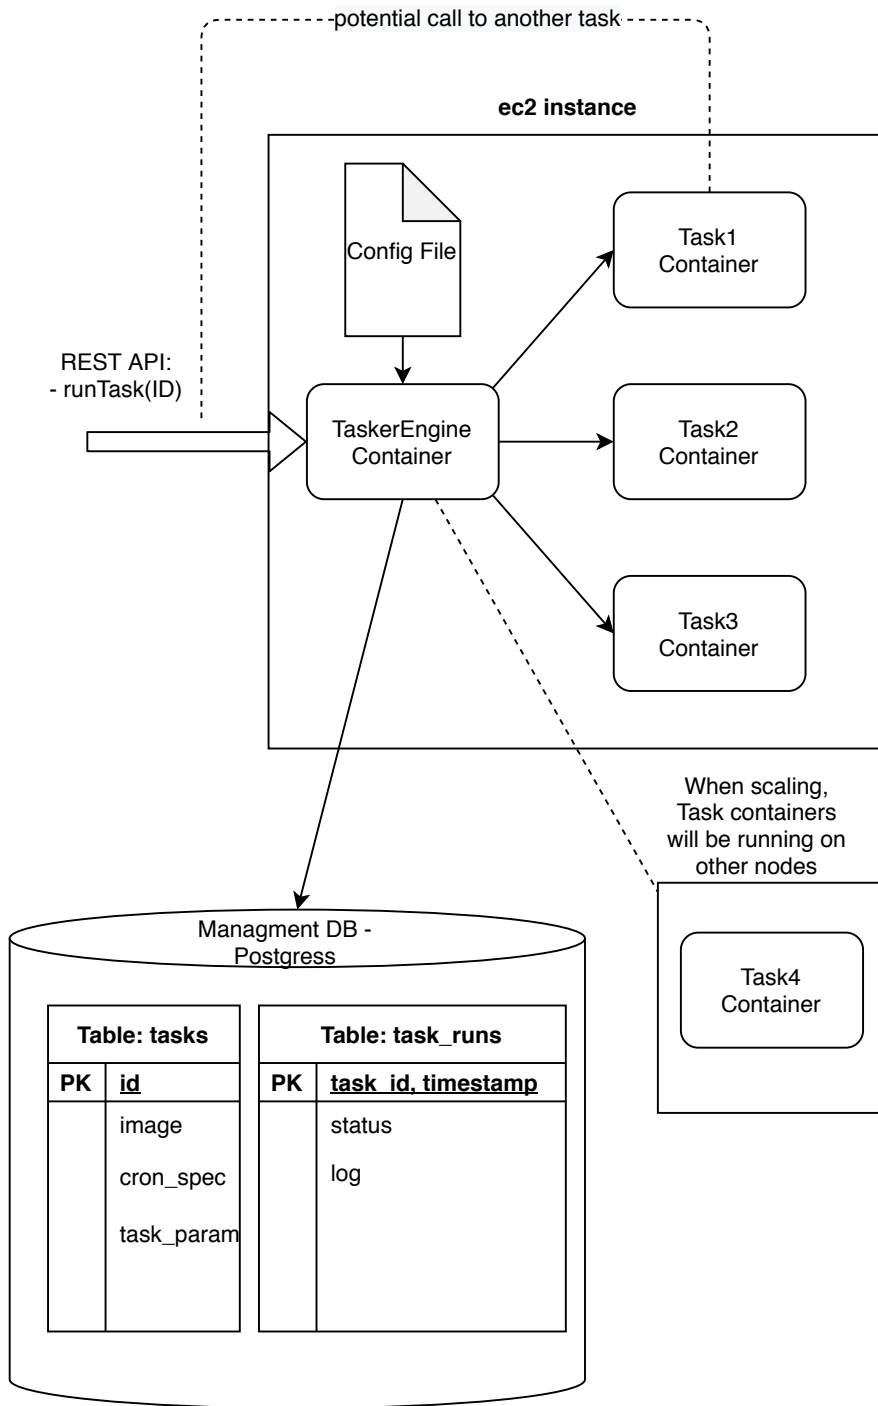 potential call to another task
ec2 instance
Config File
Task1
Container
REST API:
- runTask(ID)
TaskerEngine
Container
Task2
Container
Task3
Container
When scaling,
Task containers
will be running on
other nodes
Managment DB -
Postgress
Task4
Container
Table: tasks
PK id
image
cron_spec
task_param
Table: task_runs
PK task_id, timestamp
status
log